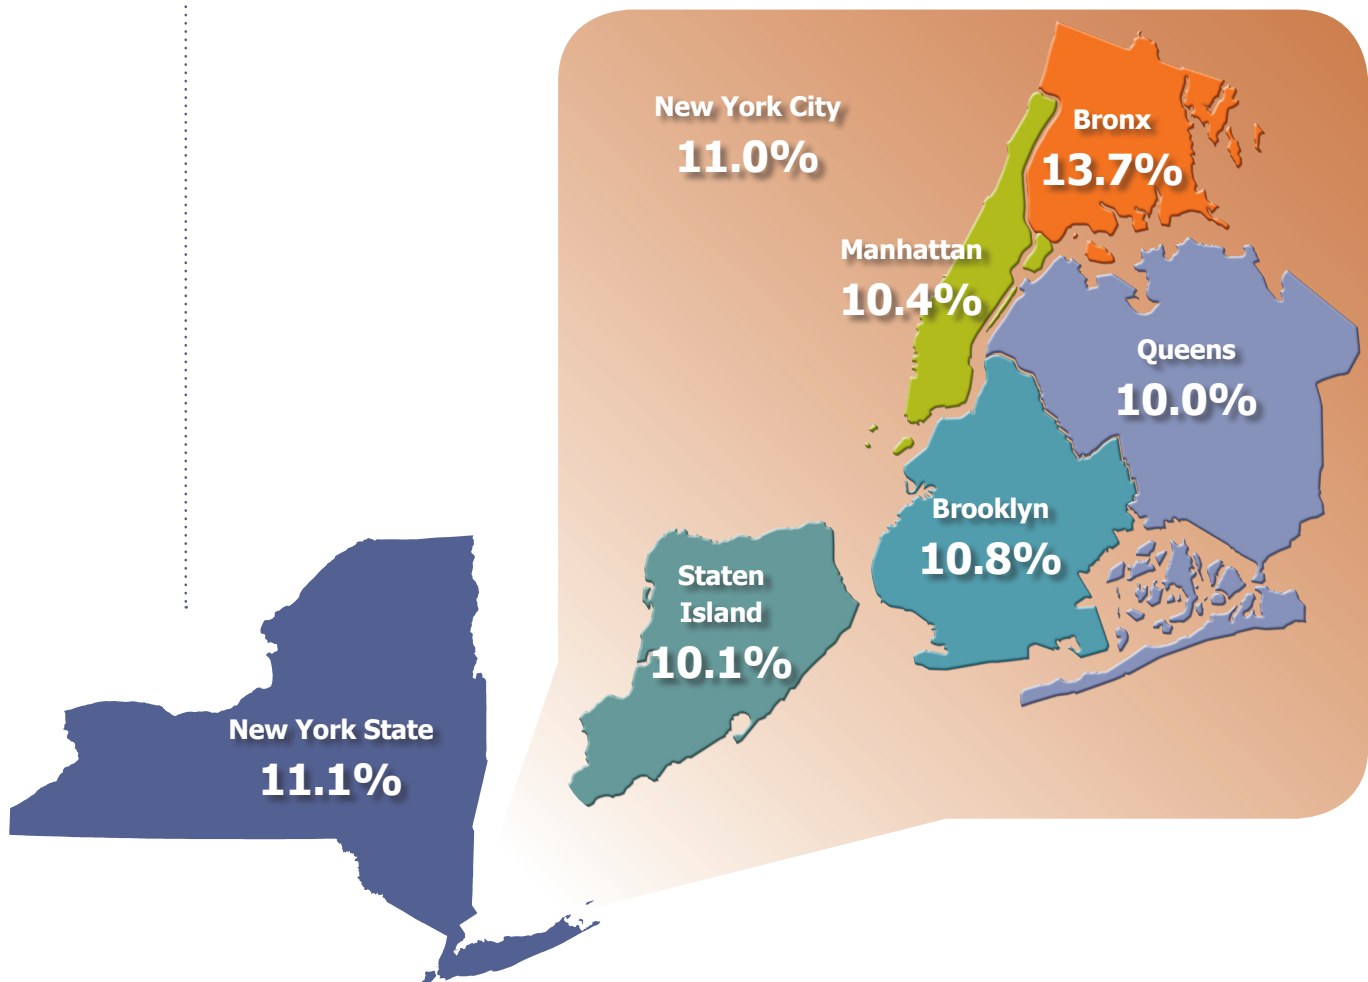 New York City
11.0%
Bronx
13.7%
Manhattan
10.4%
Queens
10.0%
Brooklyn
10.8%
Staten
Island
10.1%
New York State
11.1%